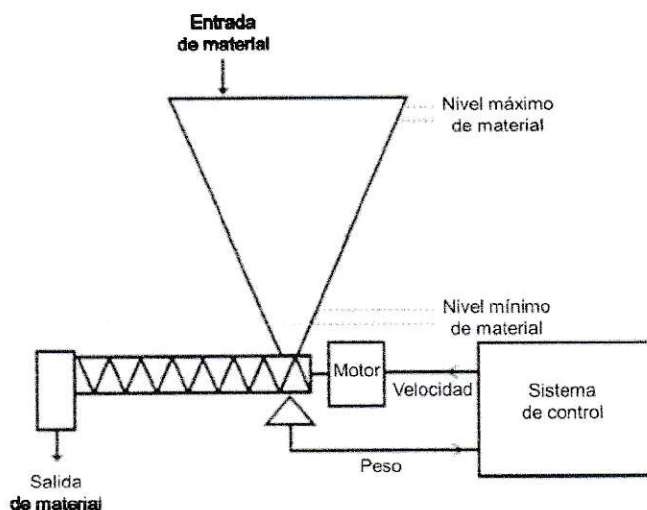 Entrada
de material
Nivel máximo
de material
Nivel mínimo
de material
Motor
Velocidad
Sistema
de control
Peso
Salida
de material